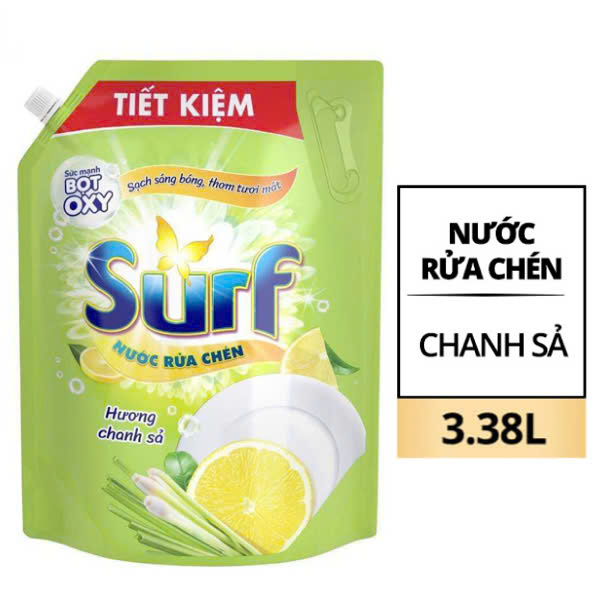 TIẾT KIỆM
Sức mạnh
BỌT
OXY
Sạch sáng bóng, thơm tươi mát
Surf
NƯỚC RỬA CHÉN
Hương
chanh sả
NƯỚC
RỬA CHÉN
CHANH SẢ
3.38L